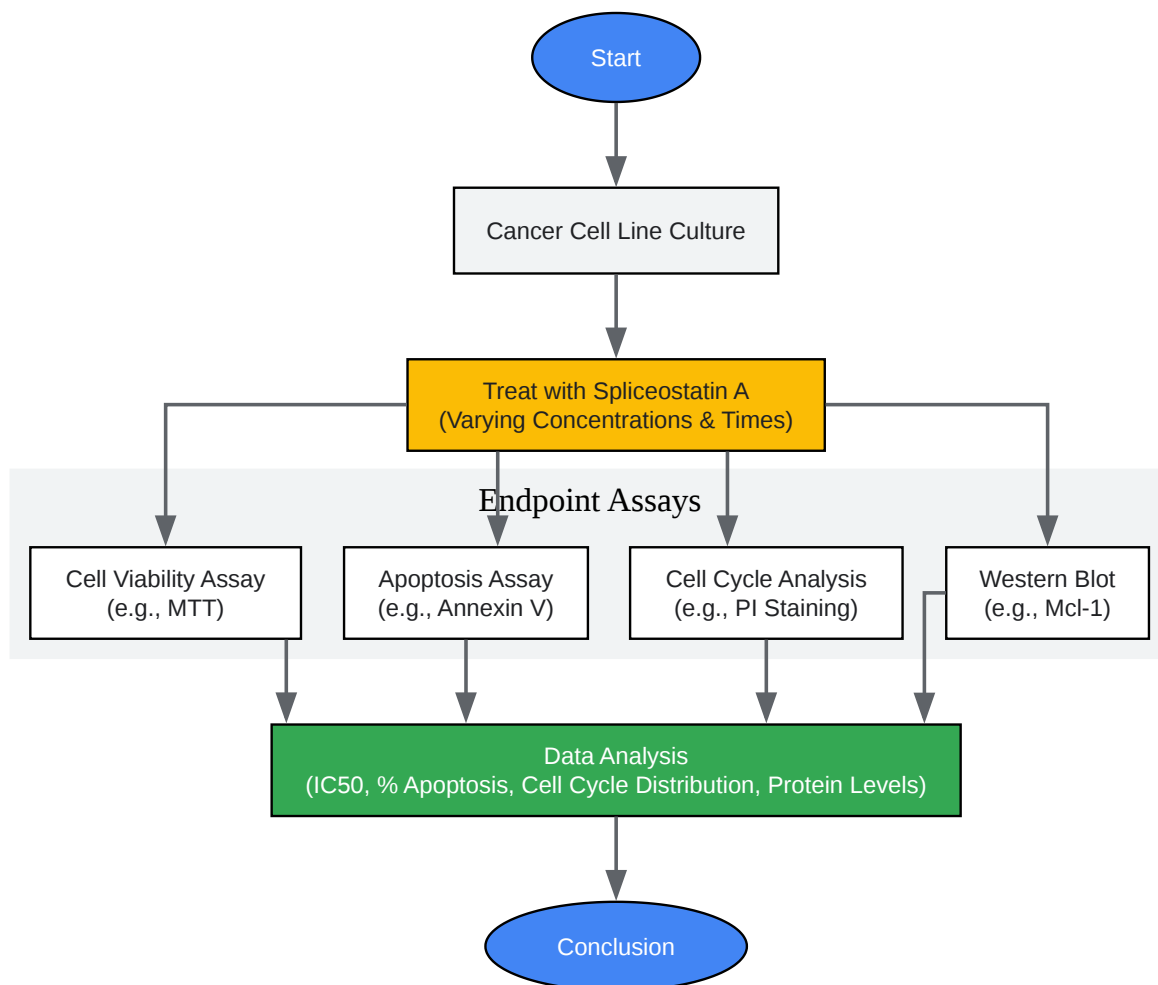 Start
Cancer Cell Line Culture
Treat with Spliceostatin A
(Varying Concentrations & Times)
Endpoint Assays
Cell Viability Assay
(e.g., MTT)
Apoptosis Assay
(e.g., Annexin V)
Cell Cycle Analysis
(e.g., PI Staining)
Western Blot
(e.g., Mcl-1)
Data Analysis
(IC50, % Apoptosis, Cell Cycle Distribution, Protein Levels)
Conclusion